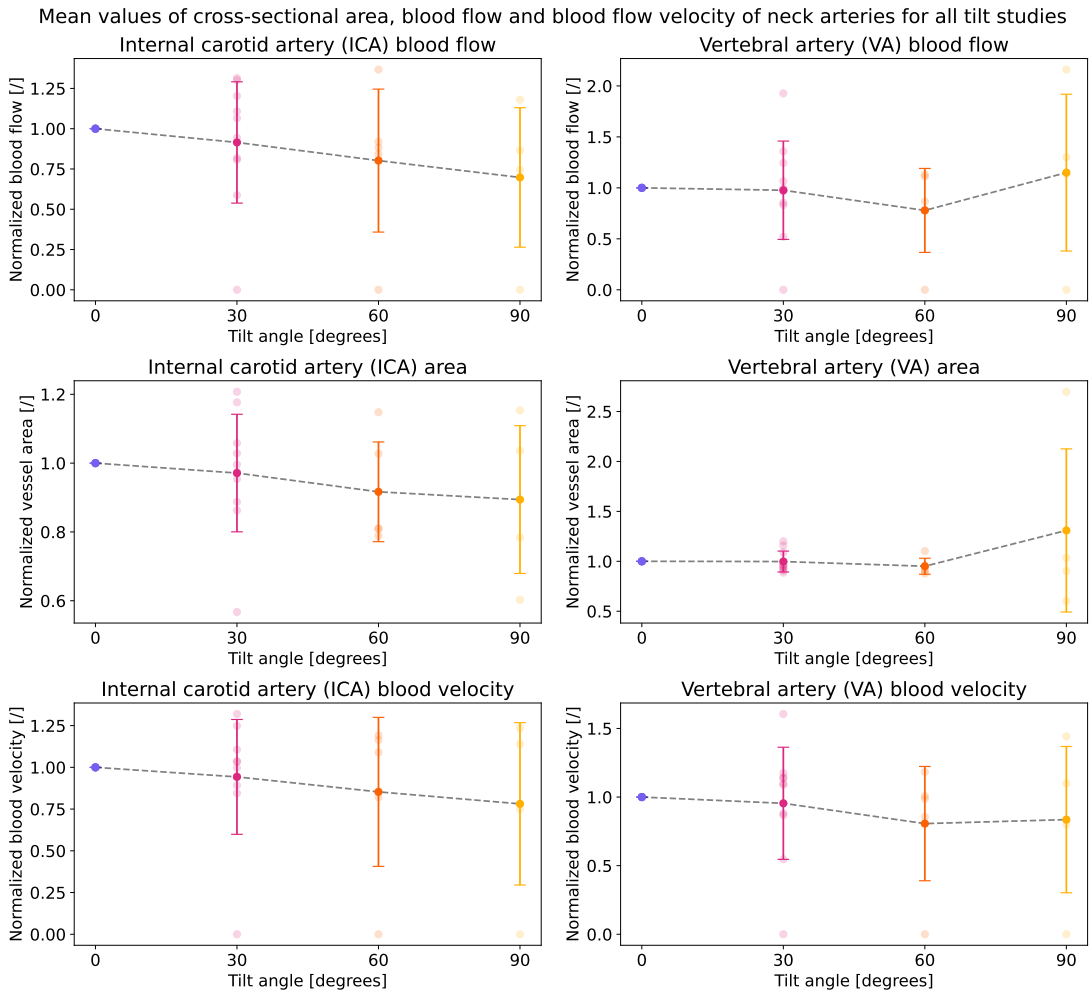 Mean values of cross-sectional area, blood flow and blood flow velocity of neck arteries for all tilt studies
Internal carotid artery (ICA) blood flow
Normalized blood flow [/]
1.25
1.00
0.75
0.50
0.25
0.00
0 30 60 90
Tilt angle [degrees]
Vertebral artery (VA) blood flow
Normalized blood flow [/]
2.0
1.5
1.0
0.5
0.0
0 30 60 90
Tilt angle [degrees]
Internal carotid artery (ICA) area
Normalized vessel area [/]
1.2
1.0
0.8
0.6
0 30 60 90
Tilt angle [degrees]
Vertebral artery (VA) area
Normalized vessel area [/]
2.5
2.0
1.5
1.0
0.5
0 30 60 90
Tilt angle [degrees]
Internal carotid artery (ICA) blood velocity
Normalized blood velocity [/]
1.25
1.00
0.75
0.50
0.25
0.00
0 30 60 90
Tilt angle [degrees]
Vertebral artery (VA) blood velocity
Normalized blood velocity [/]
1.5
1.0
0.5
0.0
0 30 60 90
Tilt angle [degrees]